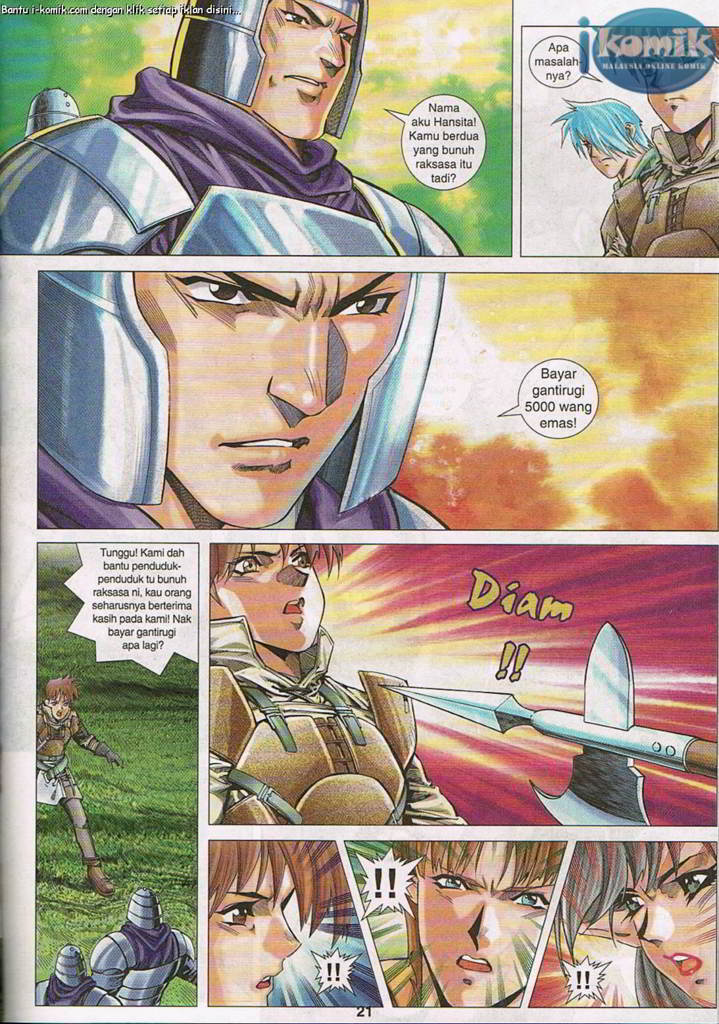 Bantu i-komik.com dengan klik setiap iklan disini...
Nama
aku Hansita!
Kamu berdua
yang bunuh
raksasa itu
tadi?
Apa
masalah-
nya?
ikomik
MALAYSIA ONLINE KOMIK
Bayar
gantirugi
5000 wang
emas!
Tunggu! Kami dah
bantu penduduk-
penduduk tu bunuh
raksasa ni, kau orang
seharusnya berterima
kasih pada kami! Nak
bayar gantirugi
apa lagi?
Diam
!!
!!
!!
!!
21